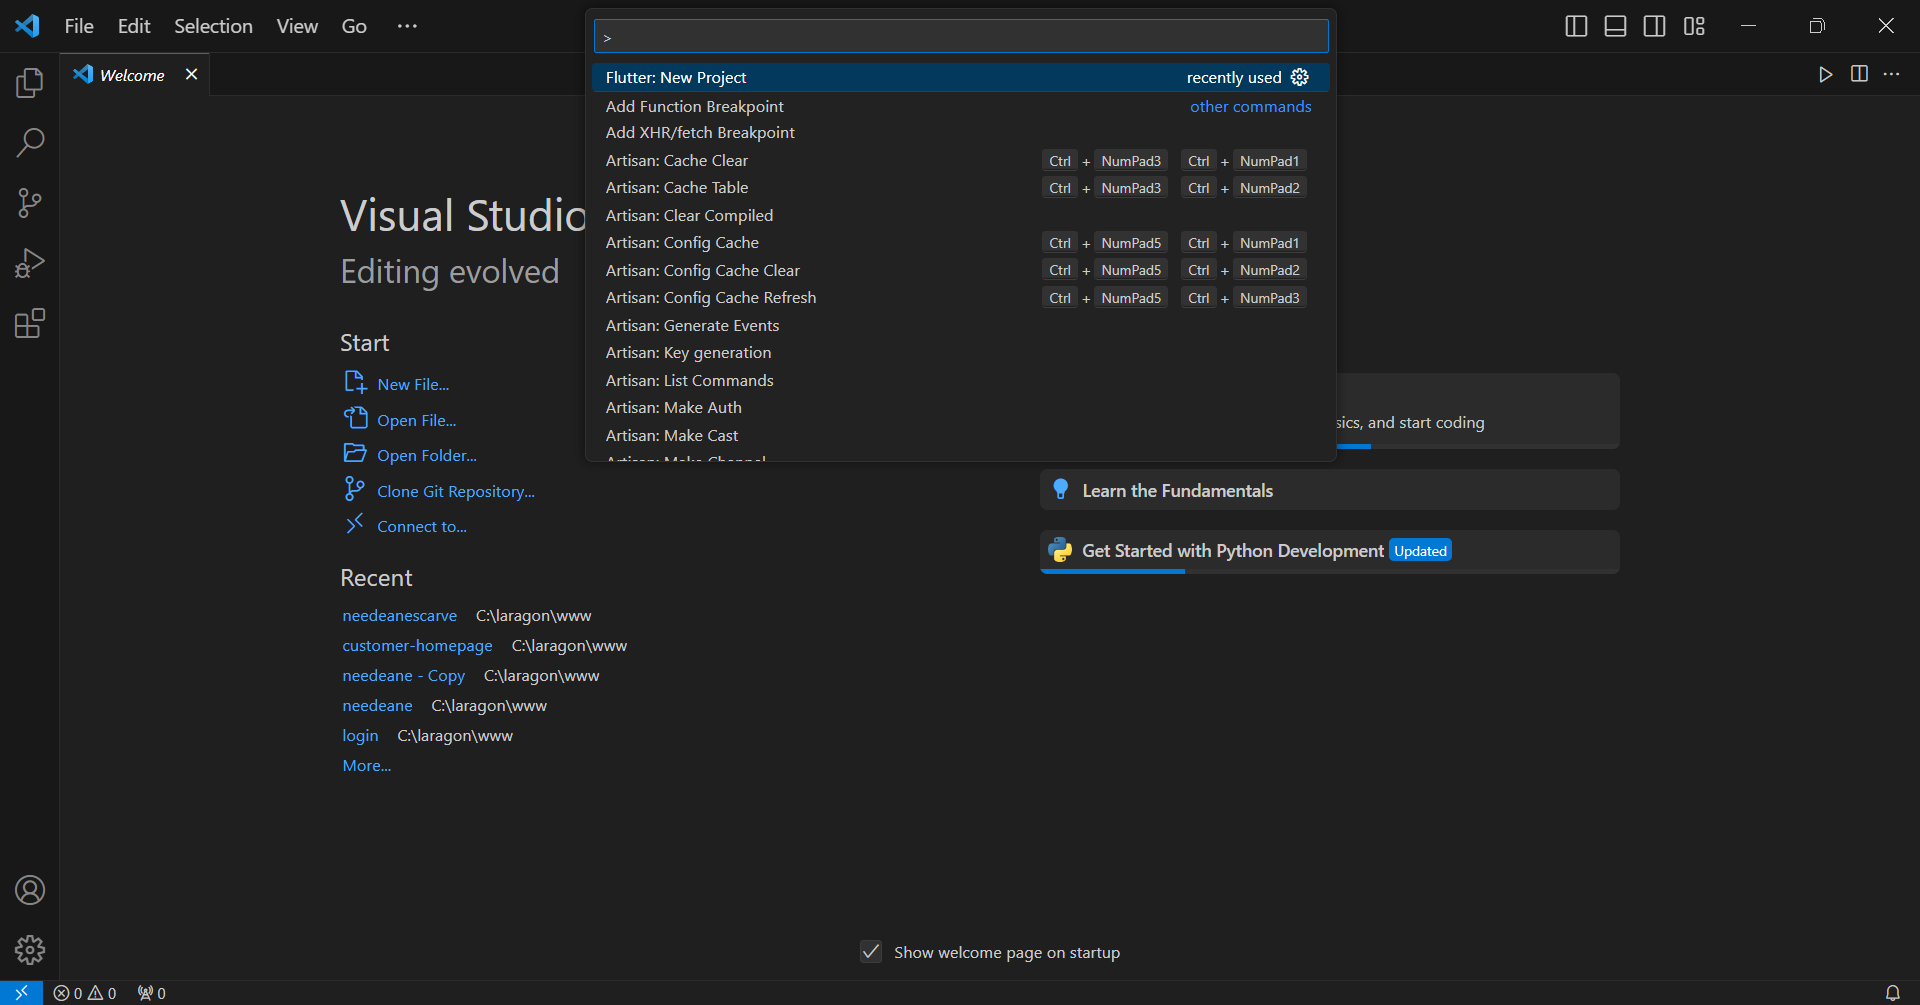 File Edit Selection View Go ···
>
Welcome
Flutter: New Project recently used
Add Function Breakpoint other commands
Add XHR/fetch Breakpoint
Artisan: Cache Clear Ctrl + NumPad3 Ctrl + NumPad1
Artisan: Cache Table Ctrl + NumPad3 Ctrl + NumPad2
Artisan: Clear Compiled
Artisan: Config Cache Ctrl + NumPad5 Ctrl + NumPad1
Artisan: Config Cache Clear Ctrl + NumPad5 Ctrl + NumPad2
Artisan: Config Cache Refresh Ctrl + NumPad5 Ctrl + NumPad3
Artisan: Generate Events
Artisan: Key generation
Artisan: List Commands
Artisan: Make Auth
Artisan: Make Cast
Artisan: Make Channel
Visual Studio
Editing evolved
Start
New File...
Open File...
Open Folder...
Clone Git Repository...
Connect to...
Recent
needeanescarve C:\laragon\www
customer-homepage C:\laragon\www
needeane - Copy C:\laragon\www
needeane C:\laragon\www
login C:\laragon\www
More...
and start coding
Learn the Fundamentals
Get Started with Python Development Updated
Show welcome page on startup
0 0 0